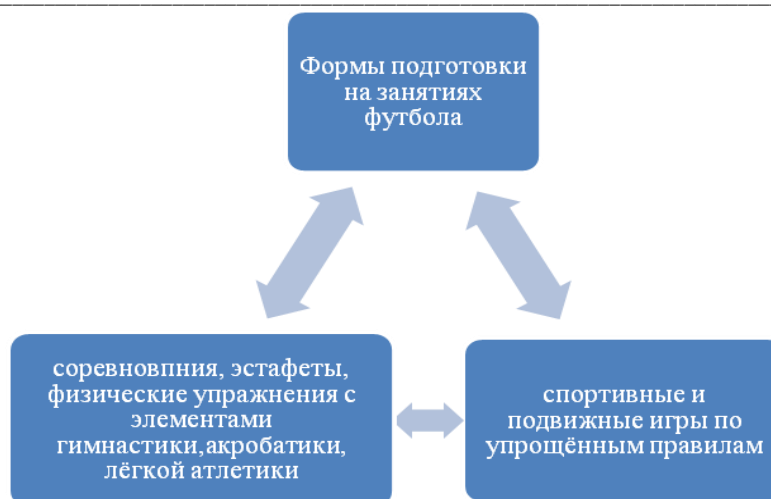 Формы подготовки
на занятиях
футбола
соревновпния, эстафеты,
физические упражнения с
элементами
гимнастики,акробатики,
лёгкой атлетики
спортивные и
подвижные игры по
упрощённым правилам